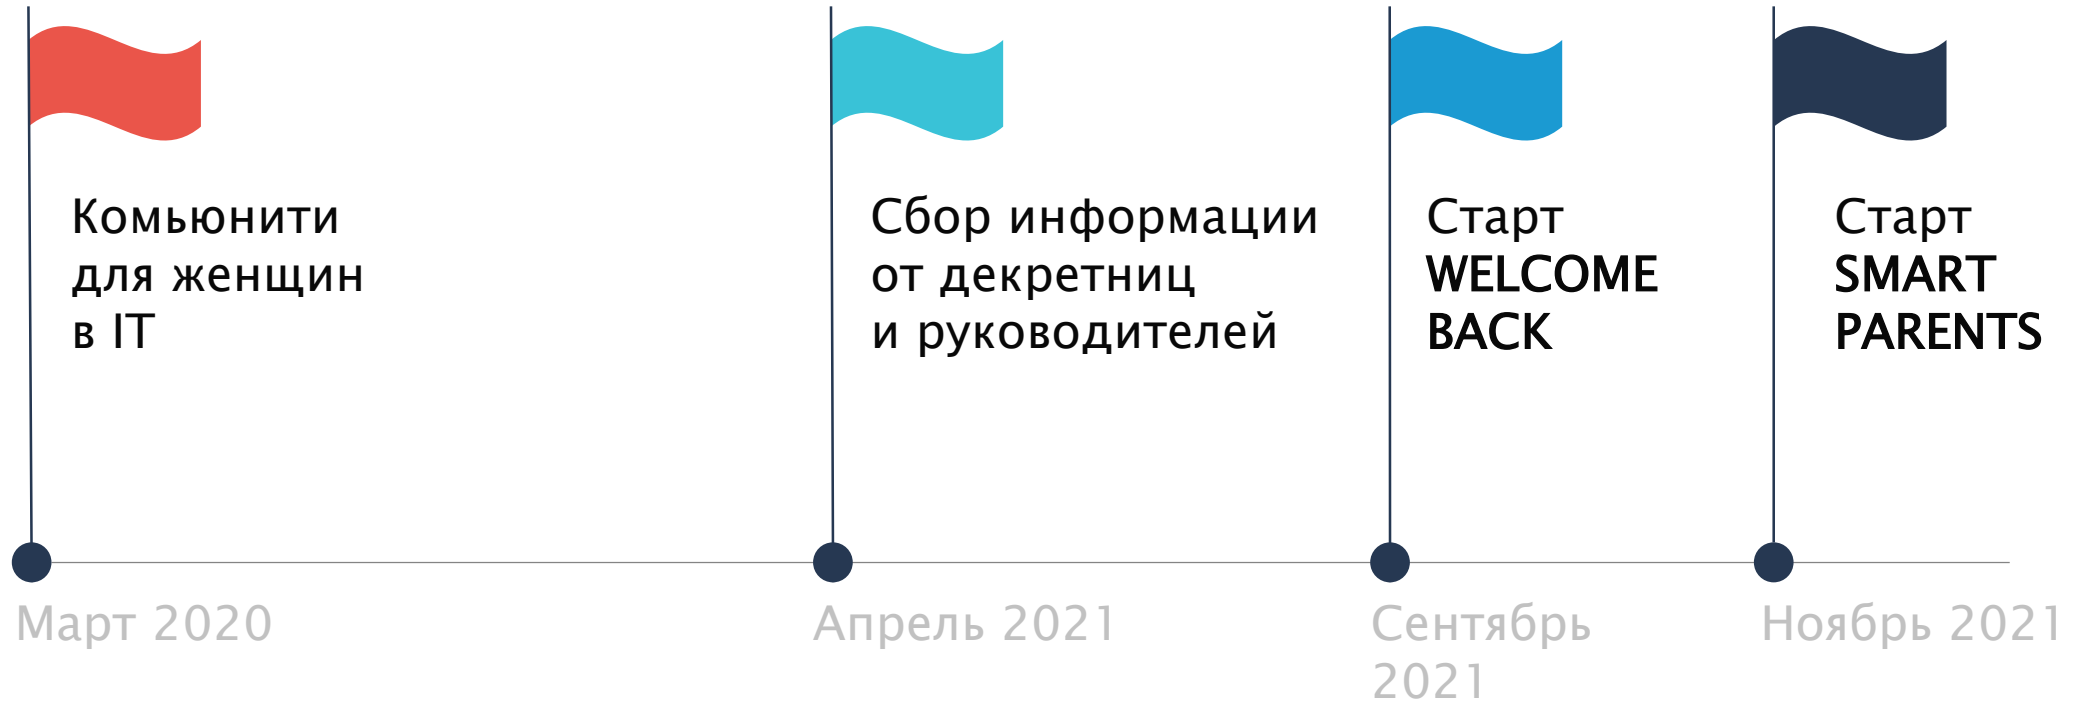 Комьюнити
для женщин
в IT
Сбор информации
от декретниц
и руководителей
Старт
WELCOME
BACK
Старт
SMART
PARENTS
Март 2020
Апрель 2021
Сентябрь
2021
Ноябрь 2021